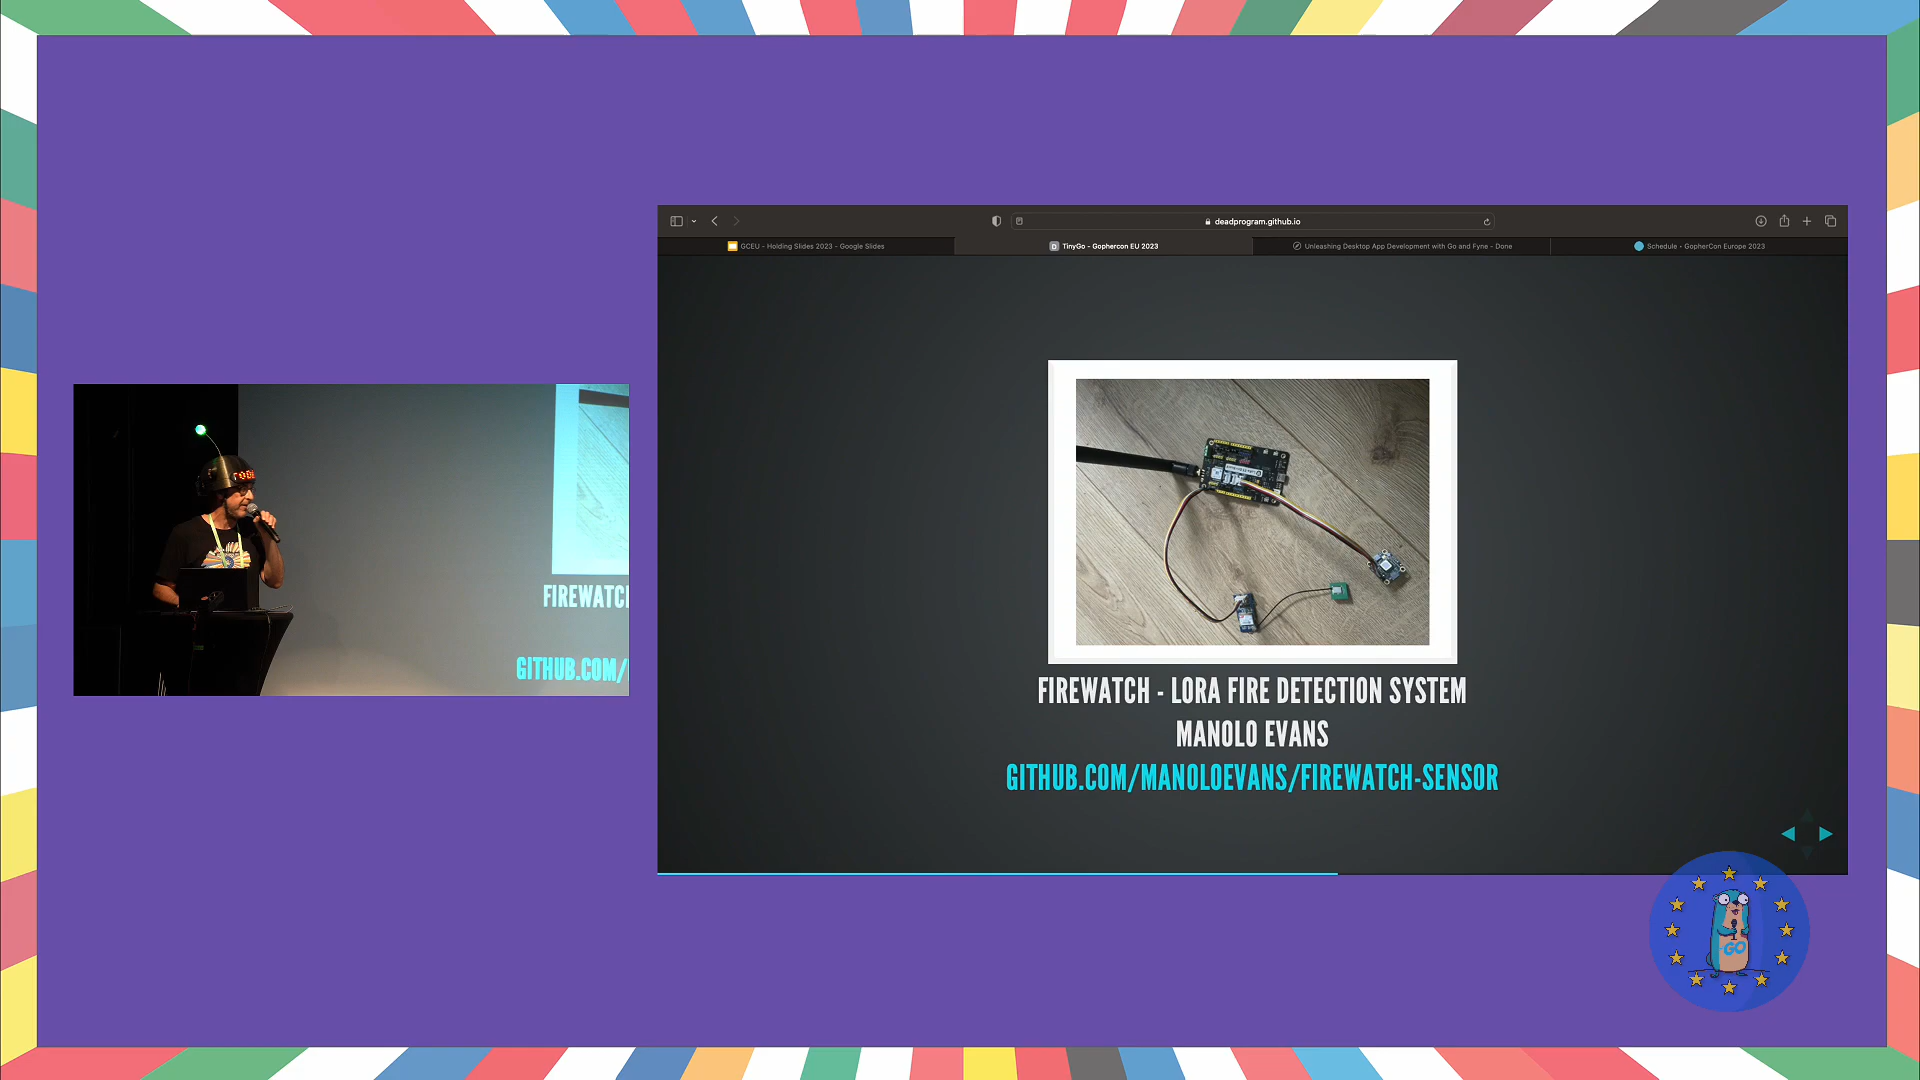 deadprogram.github.io
GCEU - Holding Slides 2023 - Google Slides
TinyGo - Gophercon EU 2023
Unleashing Desktop App Development with Go and Fyne - Done
Schedule - GopherCon Europe 2023
FIREWATCH - LORA FIRE DETECTION SYSTEM
MANOLO EVANS
GITHUB.COM/MANOLOEVANS/FIREWATCH-SENSOR
FIREWATC
GITHUB.COM/
GO